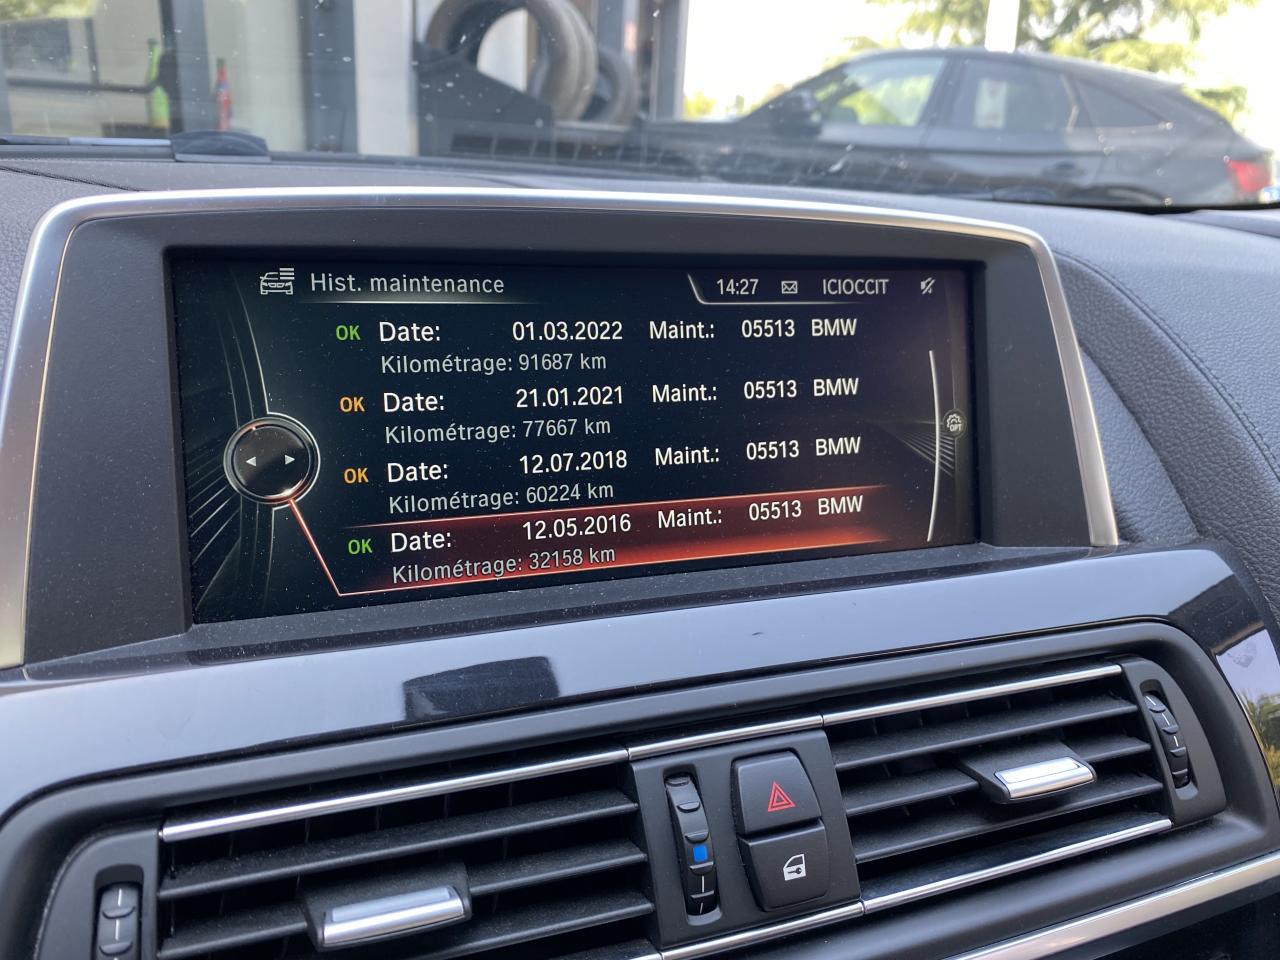 Hist. maintenance 14:27 ICIOCCIT
OK Date: 01.03.2022 Maint.: 05513 BMW
Kilométrage: 91687 km
OK Date: 21.01.2021 Maint.: 05513 BMW
Kilométrage: 77667 km
OK Date: 12.07.2018 Maint.: 05513 BMW
Kilométrage: 60224 km
OK Date: 12.05.2016 Maint.: 05513 BMW
Kilométrage: 32158 km
OPT